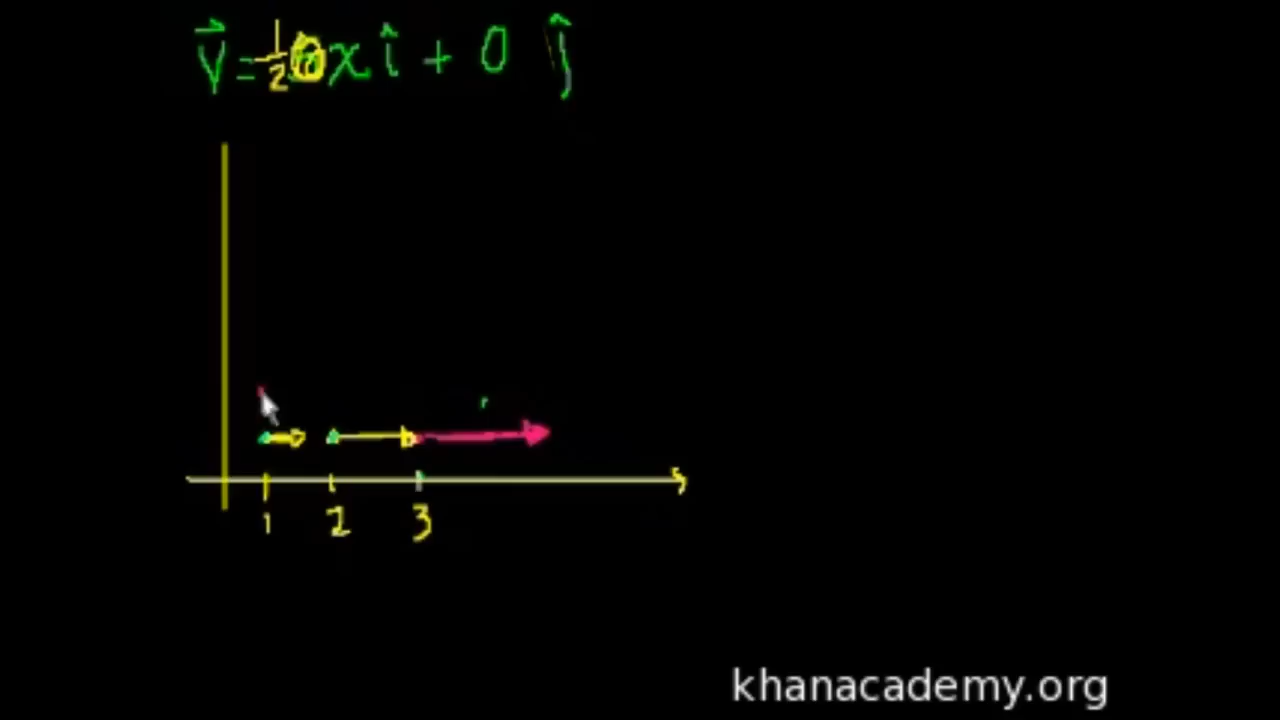 v⃗ = ½ x î + 0 ĵ
1 2 3
khanacademy.org